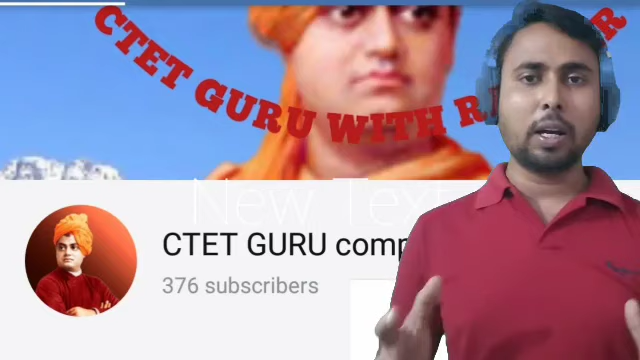 CTET GURU WITH R
New Text
CTET GURU comp
376 subscribers